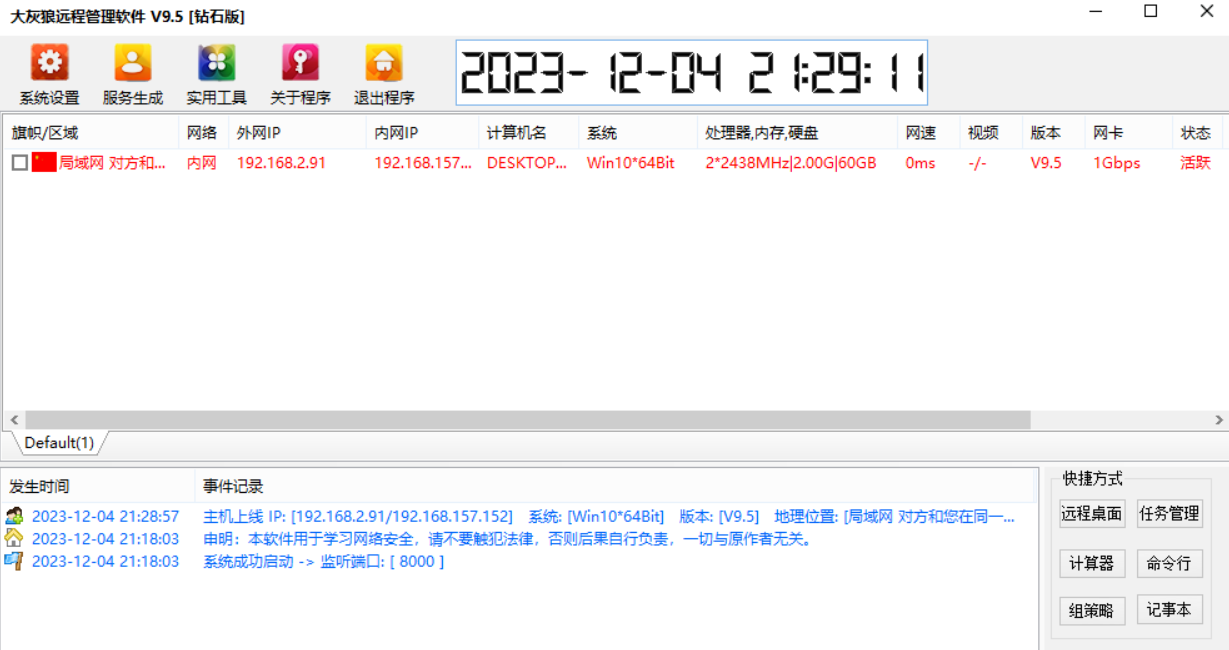 大灰狼远程管理软件 V9.5 [钻石版]
系统设置 服务生成 实用工具 关于程序 退出程序
2023-12-04 21:29:11
旗帜/区域 网络 外网IP 内网IP 计算机名 系统 处理器,内存,硬盘 网速 视频 版本 网卡 状态
局域网 对方和... 内网 192.168.2.91 192.168.157... DESKTOP... Win10*64Bit 2*2438MHz|2.00G|60GB 0ms -/- V9.5 1Gbps 活跃
Default(1)
发生时间 事件记录
2023-12-04 21:28:57 主机上线 IP: [192.168.2.91/192.168.157.152] 系统: [Win10*64Bit] 版本: [V9.5] 地理位置: [局域网 对方和您在同一...
2023-12-04 21:18:03 申明：本软件用于学习网络安全，请不要触犯法律，否则后果自行负责，一切与原作者无关。
2023-12-04 21:18:03 系统成功启动 -> 监听端口: [ 8000 ]
快捷方式
远程桌面 任务管理
计算器 命令行
组策略 记事本